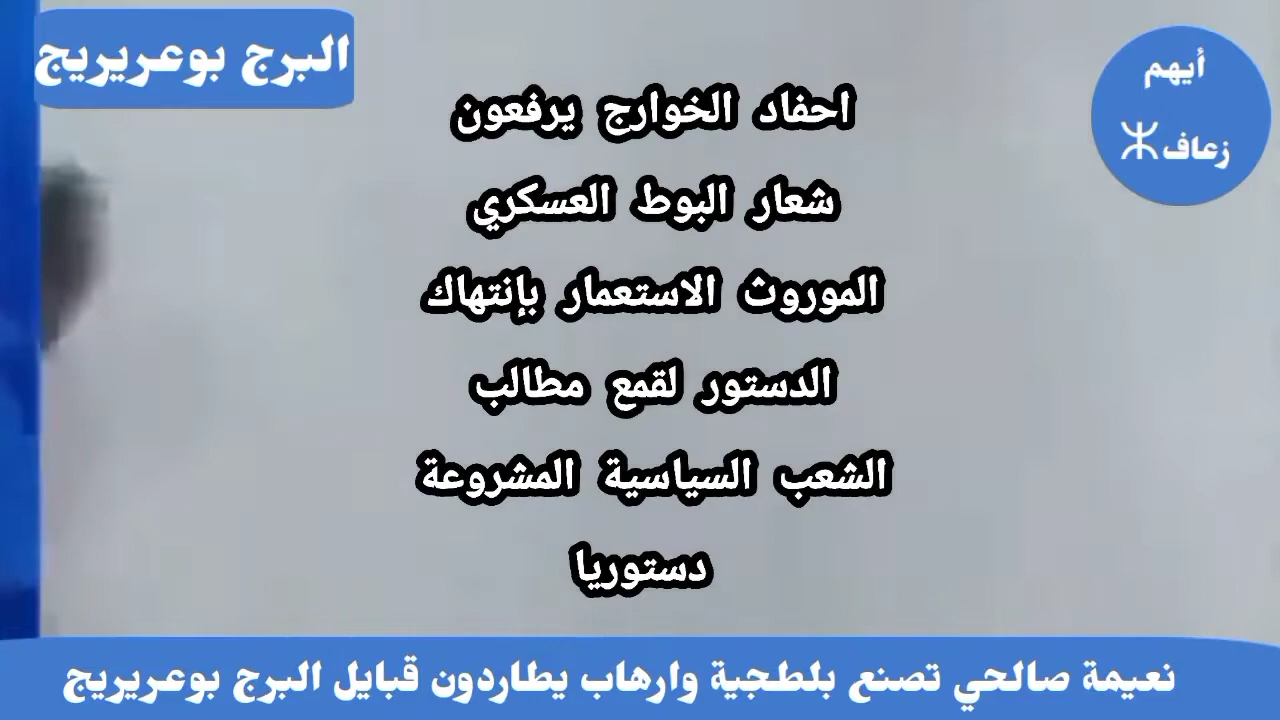 البرج بوعريريج
أيهم
زعاف ⵣ
احفاد الخوارج يرفعون
شعار البوط العسكري
الموروث الاستعمار بإنتهاك
الدستور لقمع مطالب
الشعب السياسية المشروعة
دستوريا
نعيمة صالحي تصنع بلطجية وارهاب يطاردون قبايل البرج بوعريريج